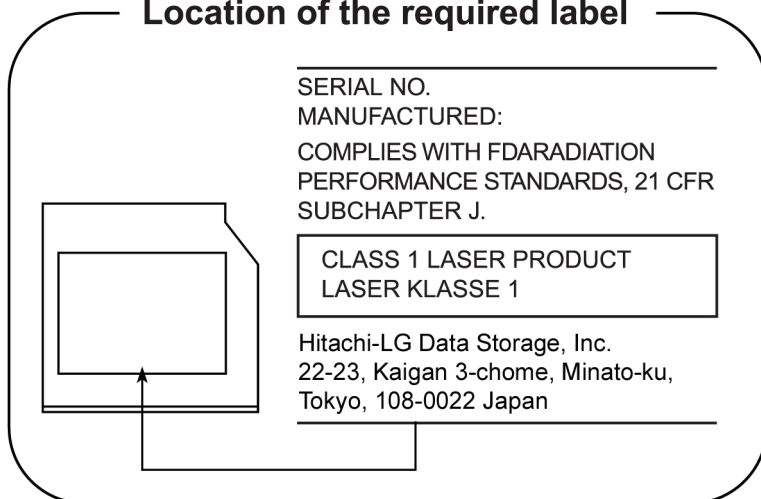 Location of the required label
SERIAL NO.
MANUFACTURED:
COMPLIES WITH FDARADIATION
PERFORMANCE STANDARDS, 21 CFR
SUBCHAPTER J.
CLASS 1 LASER PRODUCT
LASER KLASSE 1
Hitachi-LG Data Storage, Inc.
22-23, Kaigan 3-chome, Minato-ku,
Tokyo, 108-0022 Japan